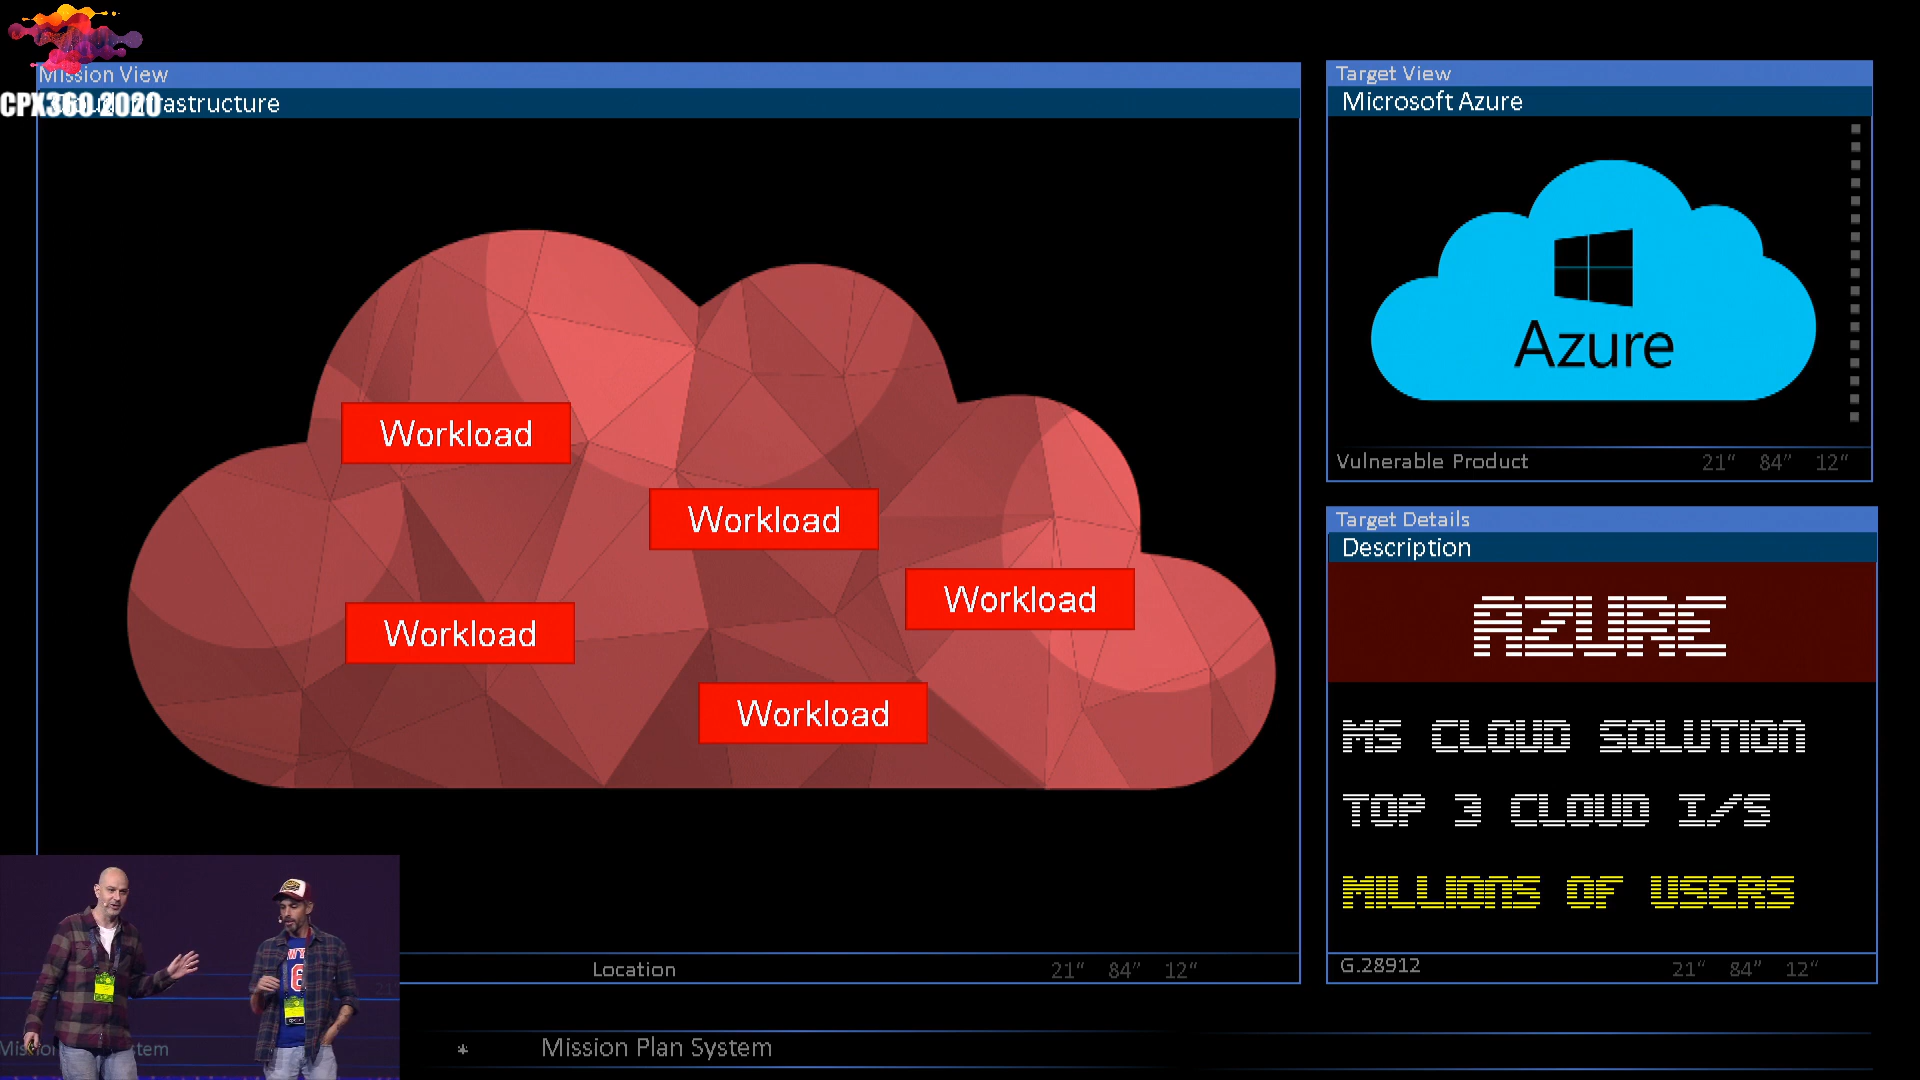 Mission View
CPX360 2020
Cloud Infrastructure
Workload
Workload
Workload
Workload
Workload
Location
21“ 84” 12“
Target View
Microsoft Azure
Azure
Vulnerable Product
21“ 84” 12“
Target Details
Description
AZURE
MS CLOUD SOLUTION
TOP 3 CLOUD I/S
MILLIONS OF USERS
G.28912
21“ 84” 12“
* Mission Plan System